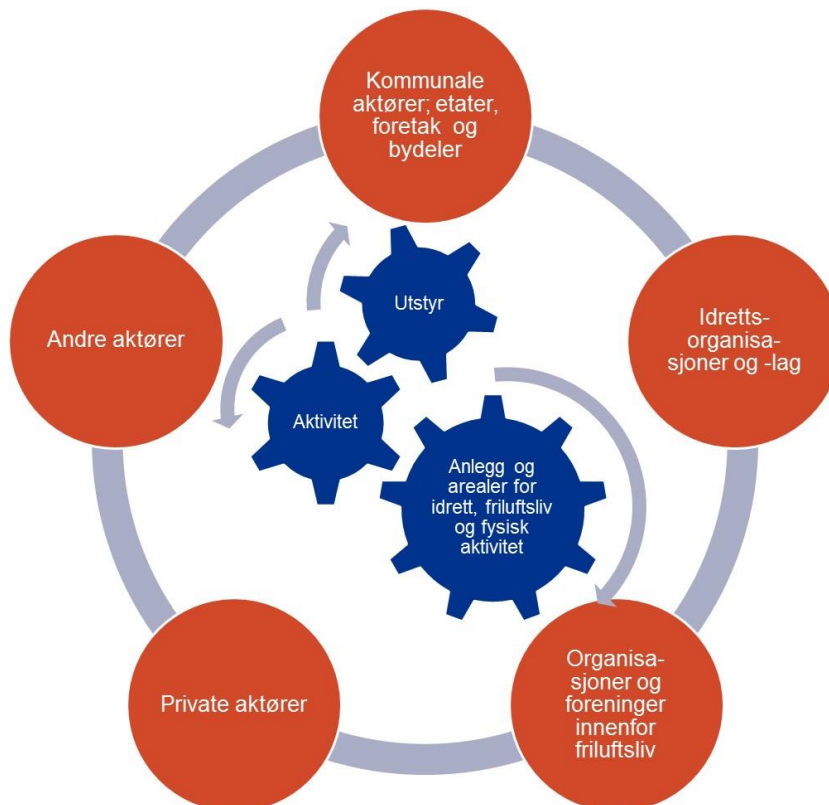 Kommunale
aktører; etater,
foretak og
bydeler
Utstyr
Andre aktører
Idretts-
organisa-
sjoner og -lag
Aktivitet
Anlegg og
arealer for
idrett, friluftsliv
og fysisk
aktivitet
Private aktører
Organisa-
sjoner og
foreninger
innenfor
friluftsliv